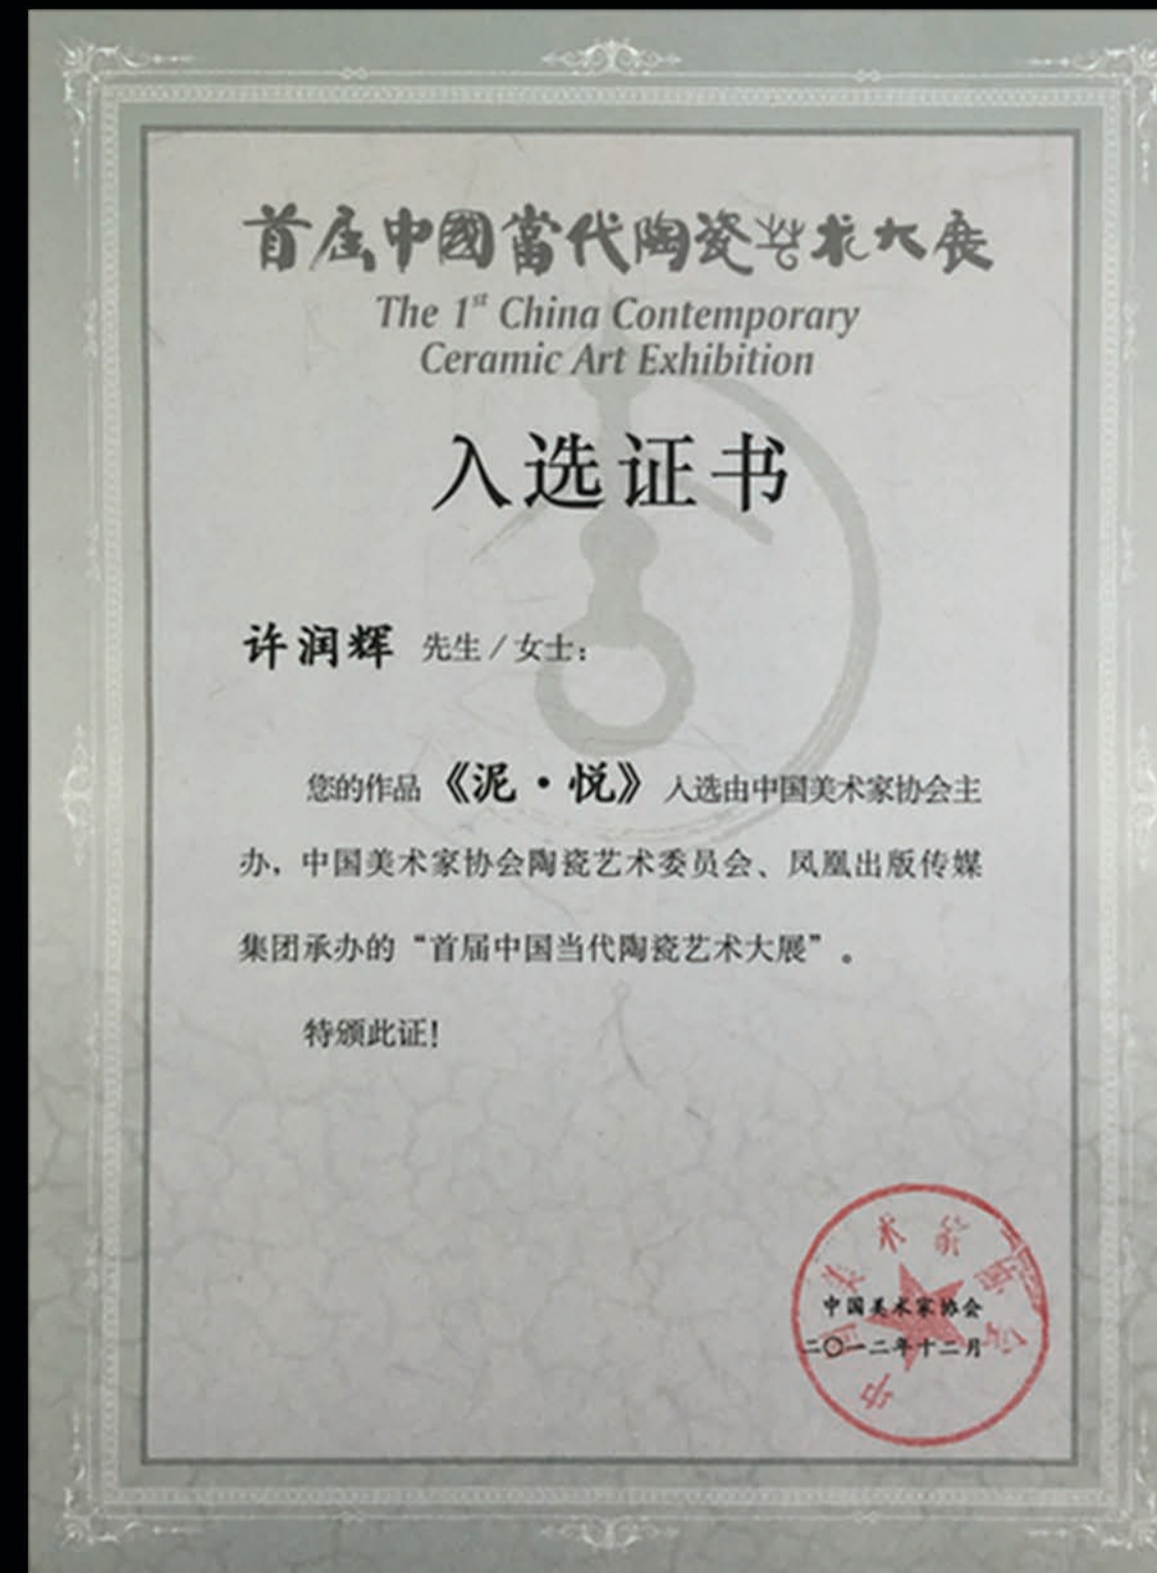 首届中國當代陶瓷艺术大展
The 1st China Contemporary
Ceramic Art Exhibition
入选证书
许润辉 先生／女士：
您的作品《泥·悦》入选由中国美术家协会主
办，中国美术家协会陶瓷艺术委员会、凤凰出版传媒
集团承办的“首届中国当代陶瓷艺术大展”。
特颁此证！
中国美术家协会
二〇一二年十二月